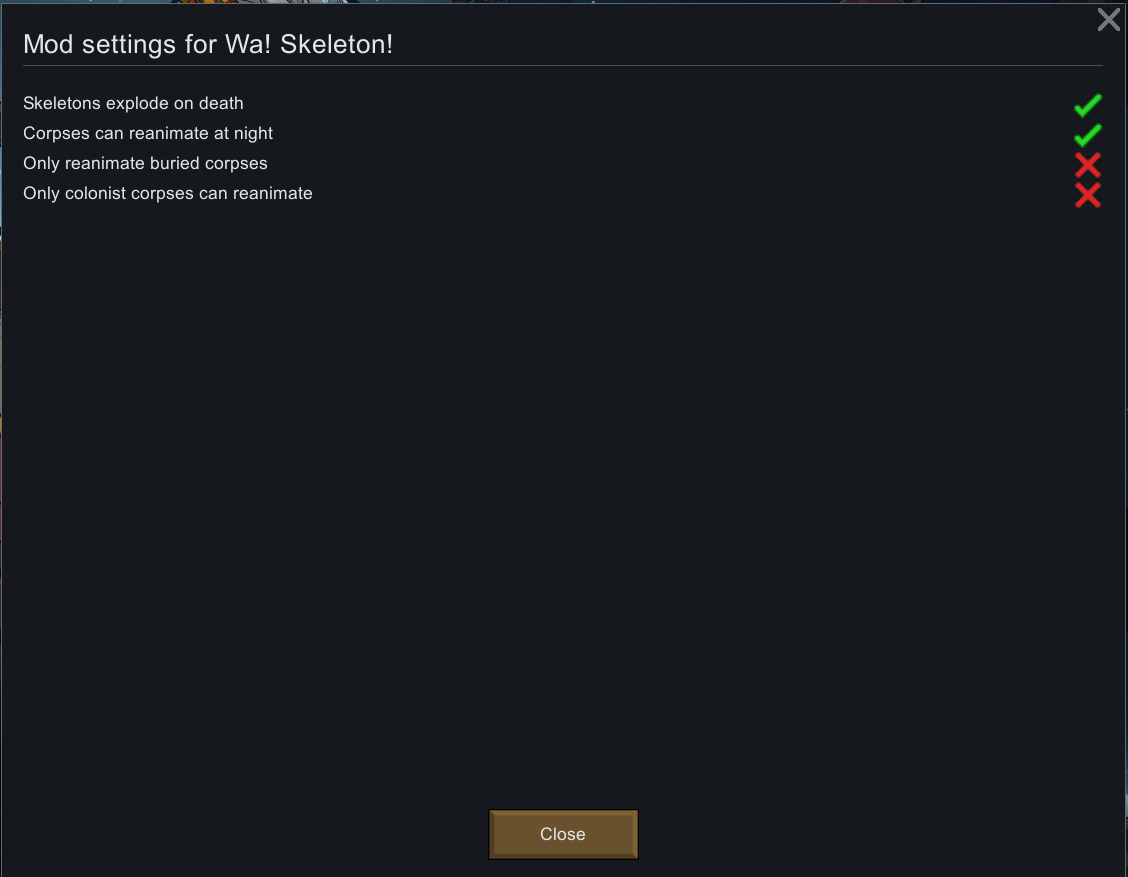 Mod settings for Wa! Skeleton!
Skeletons explode on death
Corpses can reanimate at night
Only reanimate buried corpses
Only colonist corpses can reanimate
Close